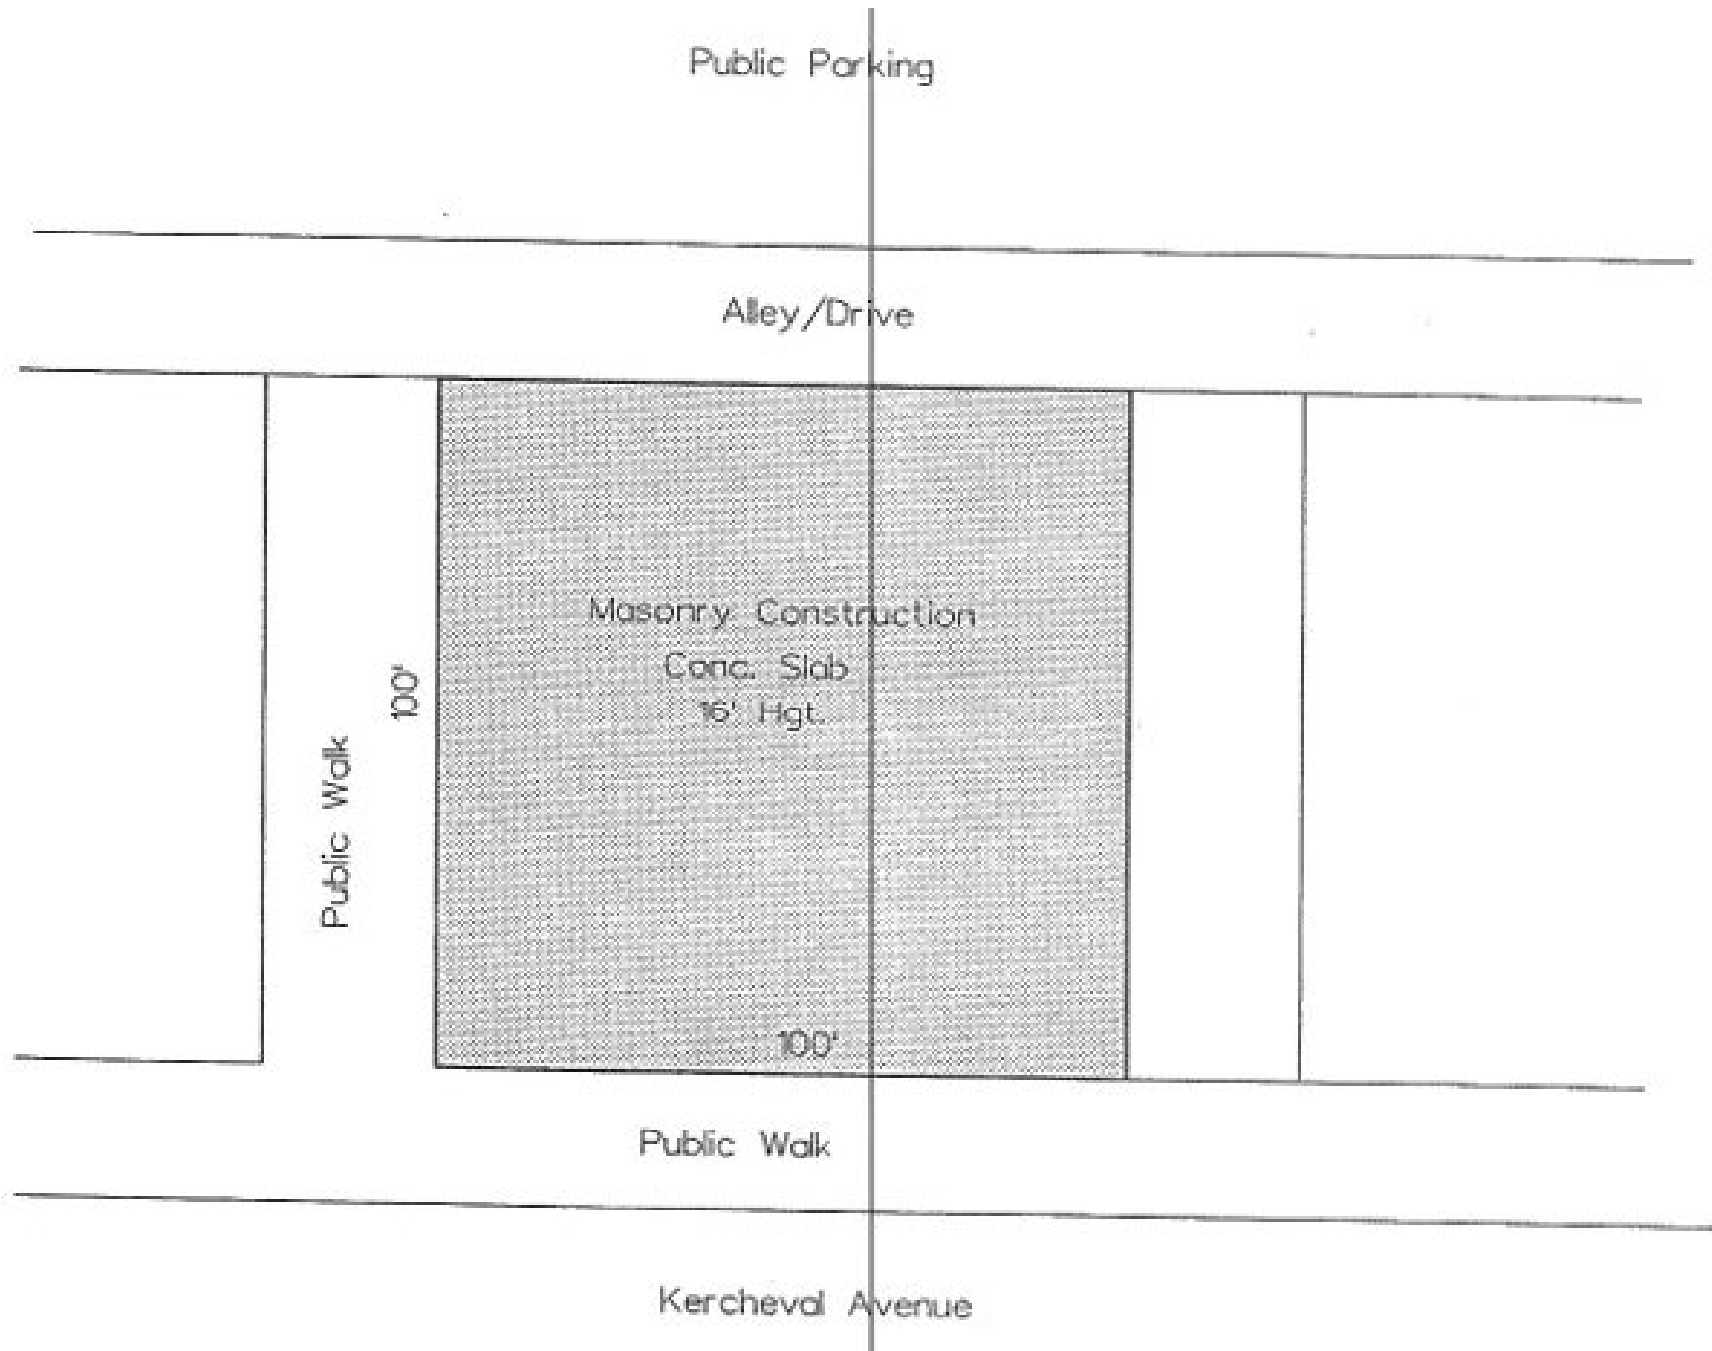 Public Parking
Alley/Drive
Masonry Construction
Conc. Slab
16' Hgt.
100'
Public Walk
100'
Public Walk
Kercheval Avenue